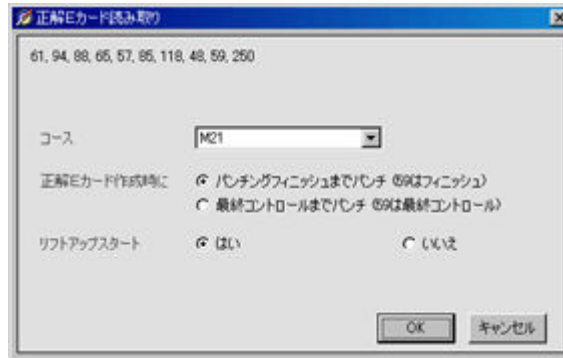 正解Eカード読み取り
61, 94, 88, 65, 57, 85, 118, 48, 59, 250
コース
M21
正解Eカード作成時に
パンチングフィニッシュまでパンチ (59はフィニッシュ)
最終コントロールまでパンチ (59は最終コントロール)
リフトアップスタート
はい
いいえ
OK
キャンセル